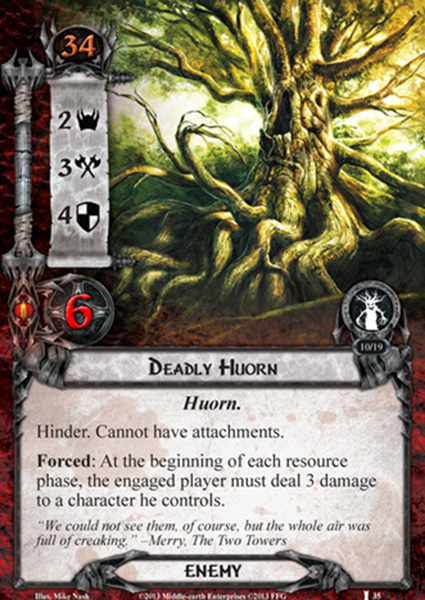 34
2
3
4
6
10/19
DEADLY HUORN
Huorn.
Hinder. Cannot have attachments.
Forced: At the beginning of each resource
phase, the engaged player must deal 3 damage
to a character he controls.
“We could not see them, of course, but the whole air was
full of creaking.” –Merry, The Two Towers
ENEMY
Illus. Mike Nash ©2013 Middle-earth Enterprises ©2013 FFG 35